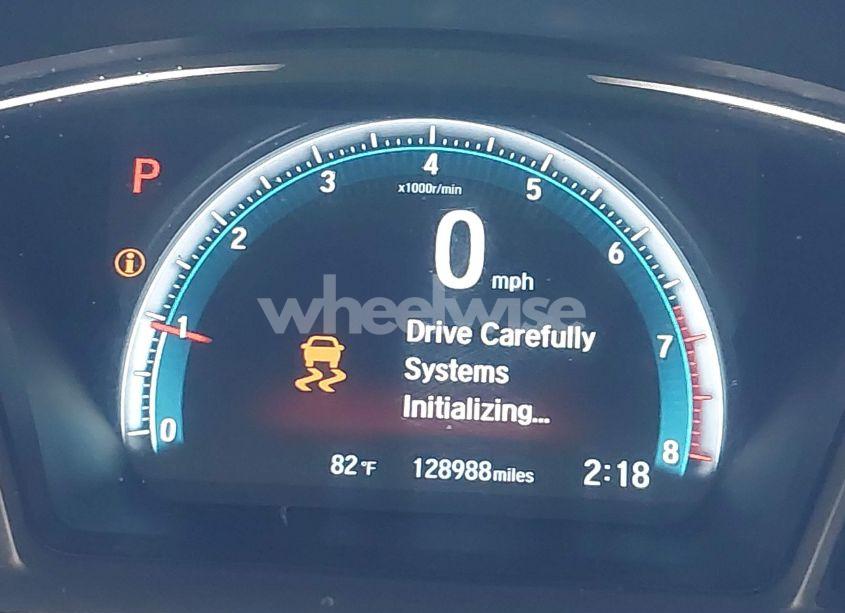 P
4
3
5
x1000r/min
2
6
0 mph
wheelwise
1
Drive Carefully
7
Systems
Initializing...
0
8
82°F 128988miles 2:18